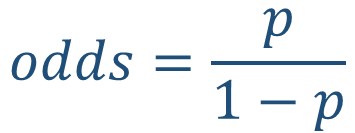 odds = p / (1 − p)